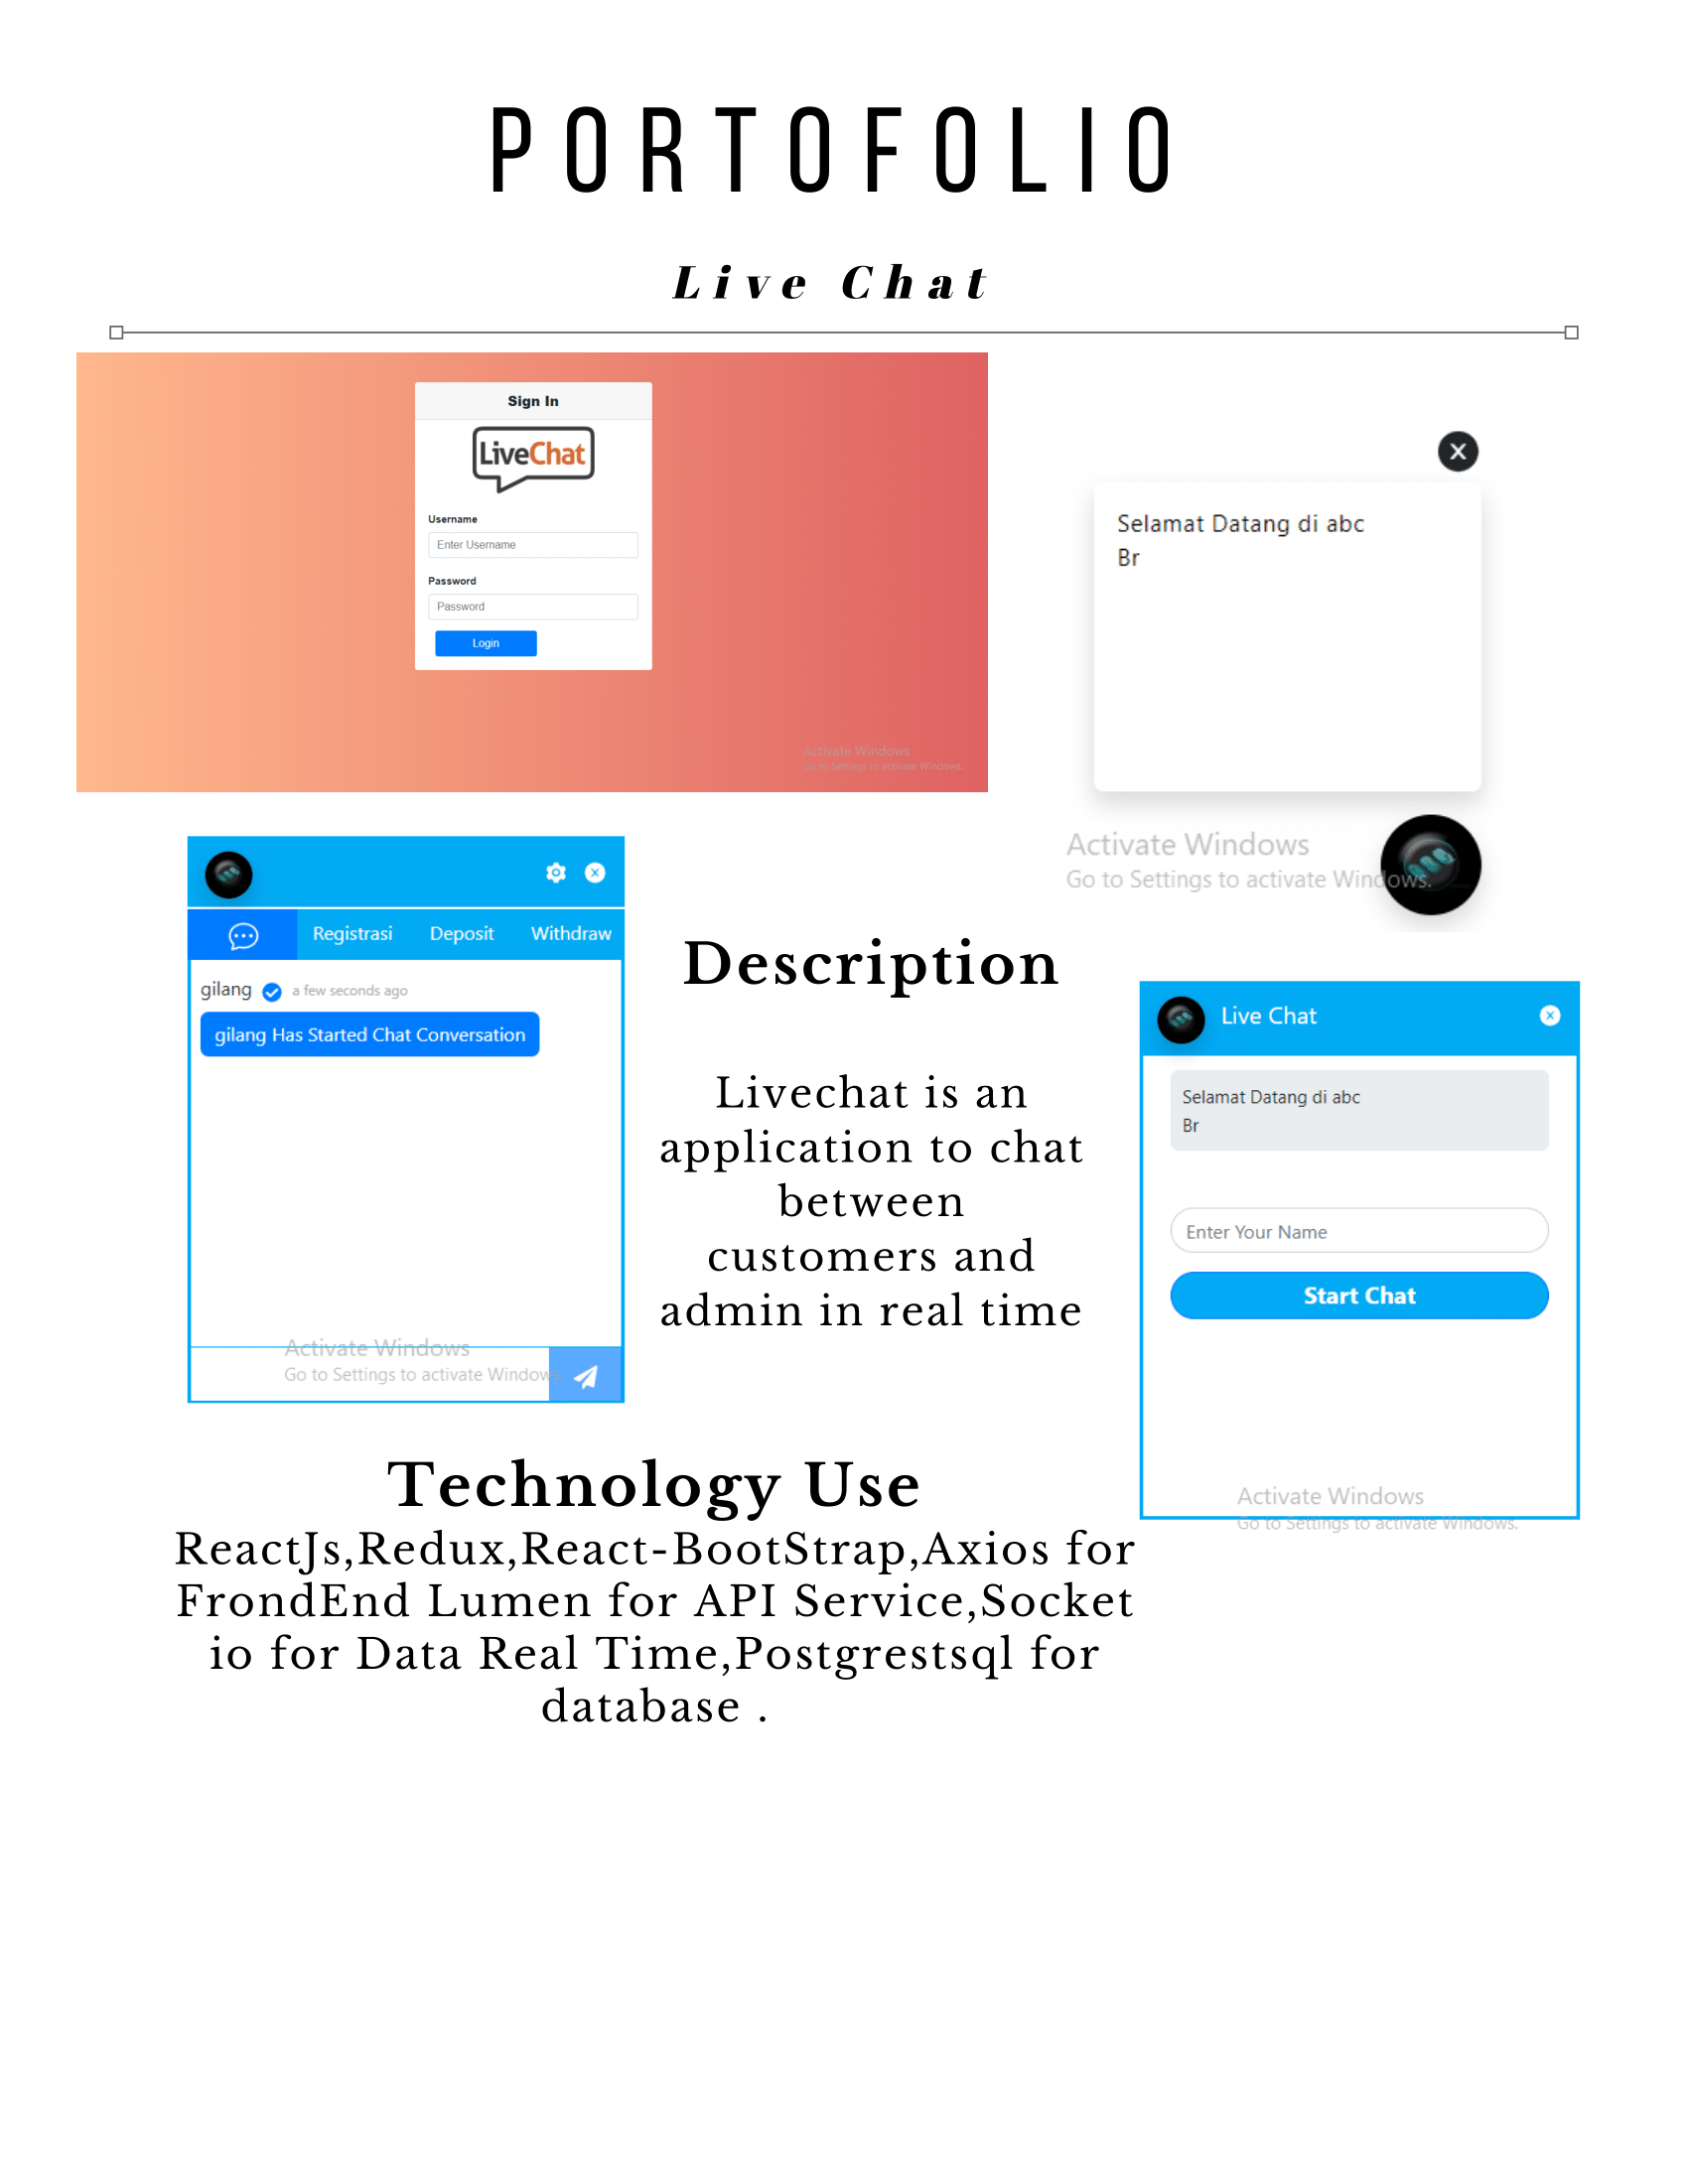 PORTOFOLIO
Live Chat
Sign In
LiveChat
Username
Enter Username
Password
Password
Login
Activate Windows
Go to Settings to activate Windows.
X
Selamat Datang di abc
Br
Activate Windows
Go to Settings to activate Windows.
Registrasi Deposit Withdraw
gilang a few seconds ago
gilang Has Started Chat Conversation
Activate Windows
Go to Settings to activate Windows
Description
Livechat is an
application to chat
between
customers and
admin in real time
Live Chat
Selamat Datang di abc
Br
Enter Your Name
Start Chat
Activate Windows
Go to Settings to activate Windows.
Technology Use
ReactJs,Redux,React-BootStrap,Axios for
FrondEnd Lumen for API Service,Socket
io for Data Real Time,Postgrestsql for
database .